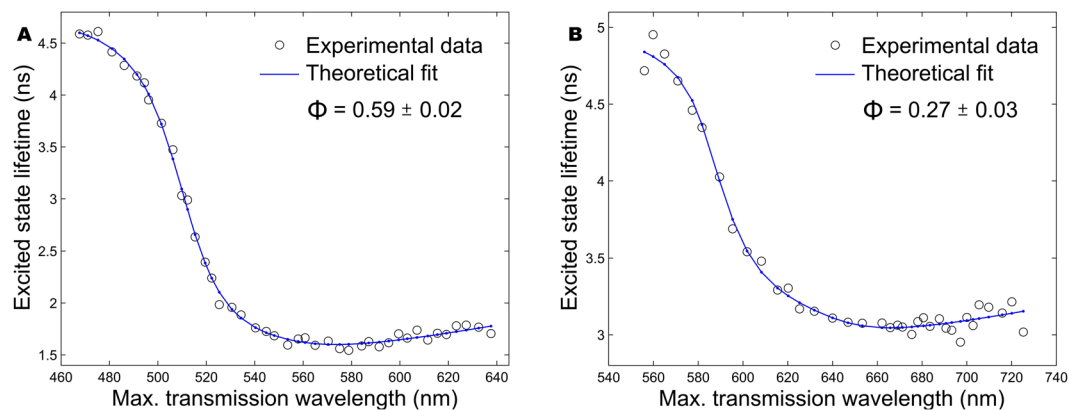 A
Experimental data
Theoretical fit
Φ = 0.59 ± 0.02
Excited state lifetime (ns)
4.5
4
3.5
3
2.5
2
1.5
460 480 500 520 540 560 580 600 620 640
Max. transmission wavelength (nm)
B
Experimental data
Theoretical fit
Φ = 0.27 ± 0.03
Excited state lifetime (ns)
5
4.5
4
3.5
3
540 560 580 600 620 640 660 680 700 720 740
Max. transmission wavelength (nm)